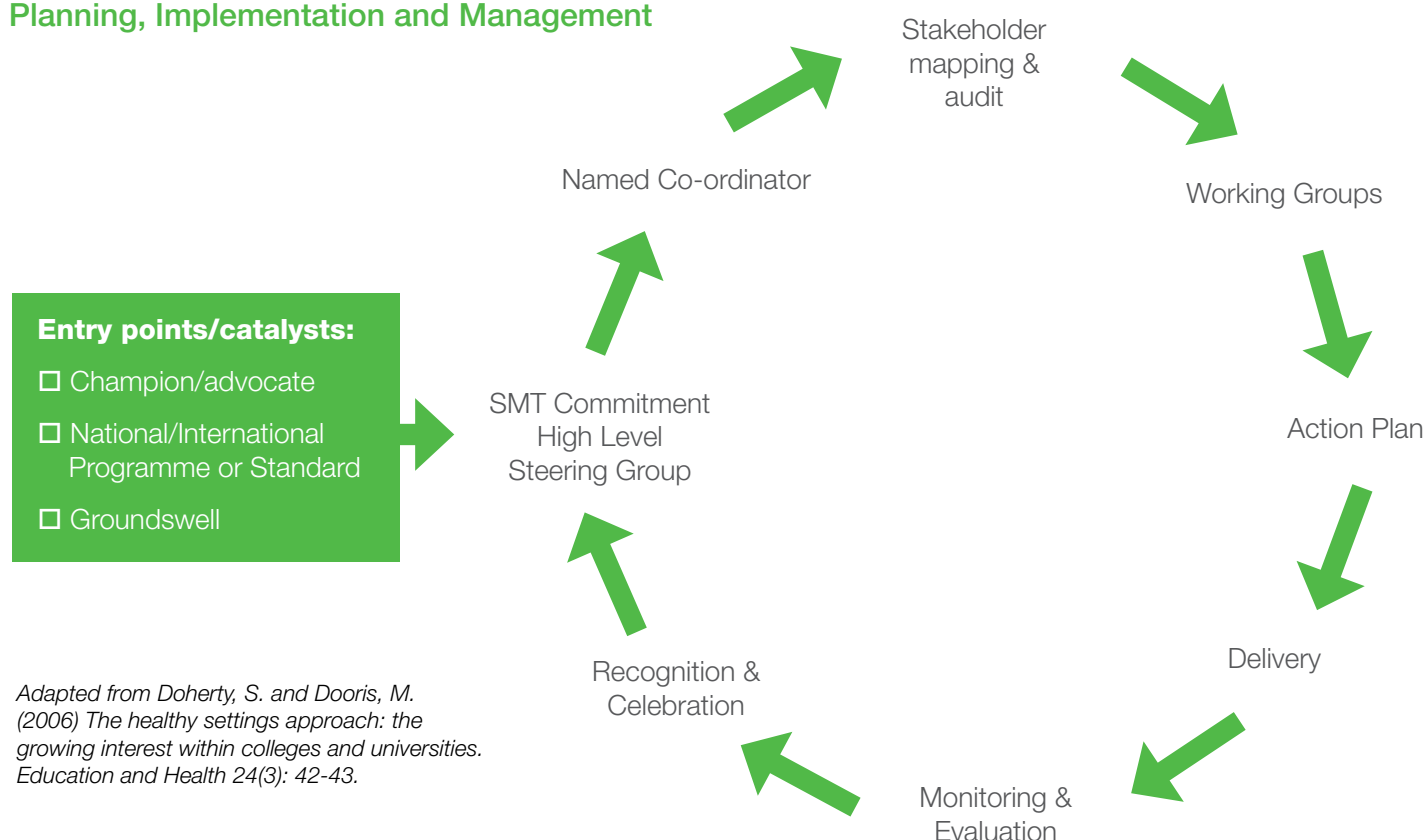 Planning, Implementation and Management
Stakeholder
mapping &
audit
Named Co-ordinator
Working Groups
Entry points/catalysts:
☐ Champion/advocate
☐ National/International
Programme or Standard
☐ Groundswell
SMT Commitment
High Level
Steering Group
Action Plan
Delivery
Recognition &
Celebration
Monitoring &
Evaluation
Adapted from Doherty, S. and Dooris, M.
(2006) The healthy settings approach: the
growing interest within colleges and universities.
Education and Health 24(3): 42-43.